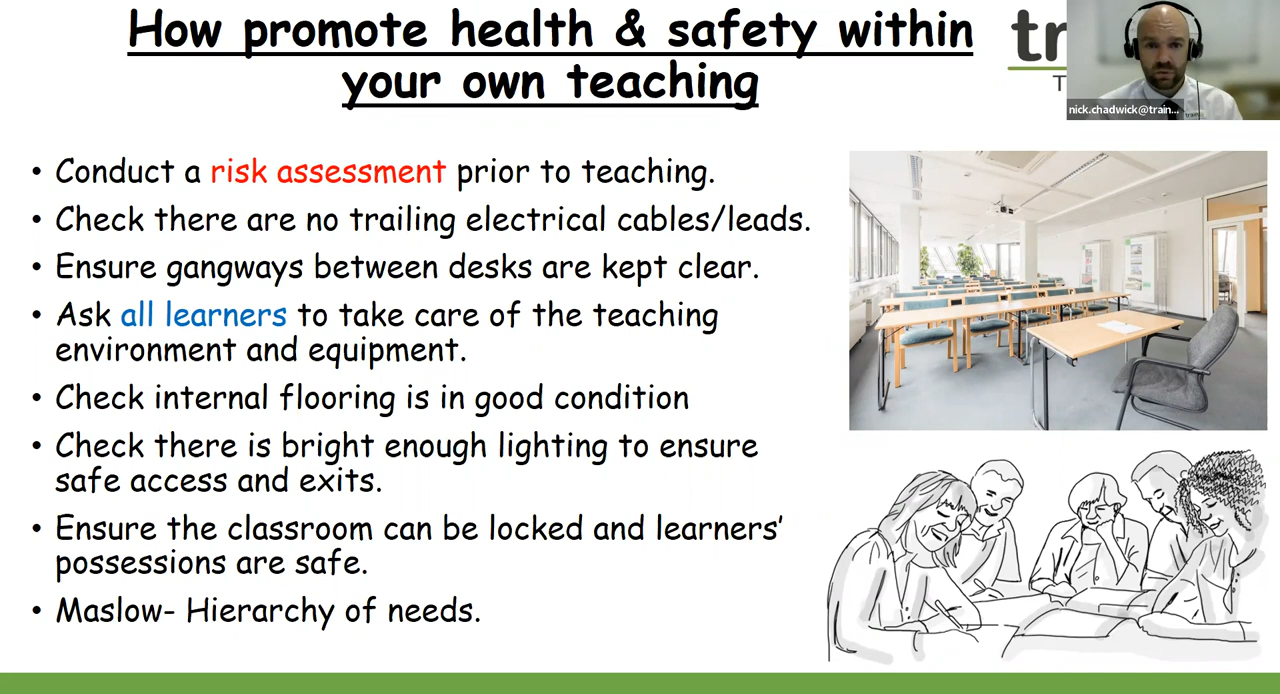 How promote health & safety within
your own teaching
tr
T
nick.chadwick@train...
• Conduct a risk assessment prior to teaching.
• Check there are no trailing electrical cables/leads.
• Ensure gangways between desks are kept clear.
• Ask all learners to take care of the teaching
environment and equipment.
• Check internal flooring is in good condition
• Check there is bright enough lighting to ensure
safe access and exits.
• Ensure the classroom can be locked and learners’
possessions are safe.
• Maslow- Hierarchy of needs.